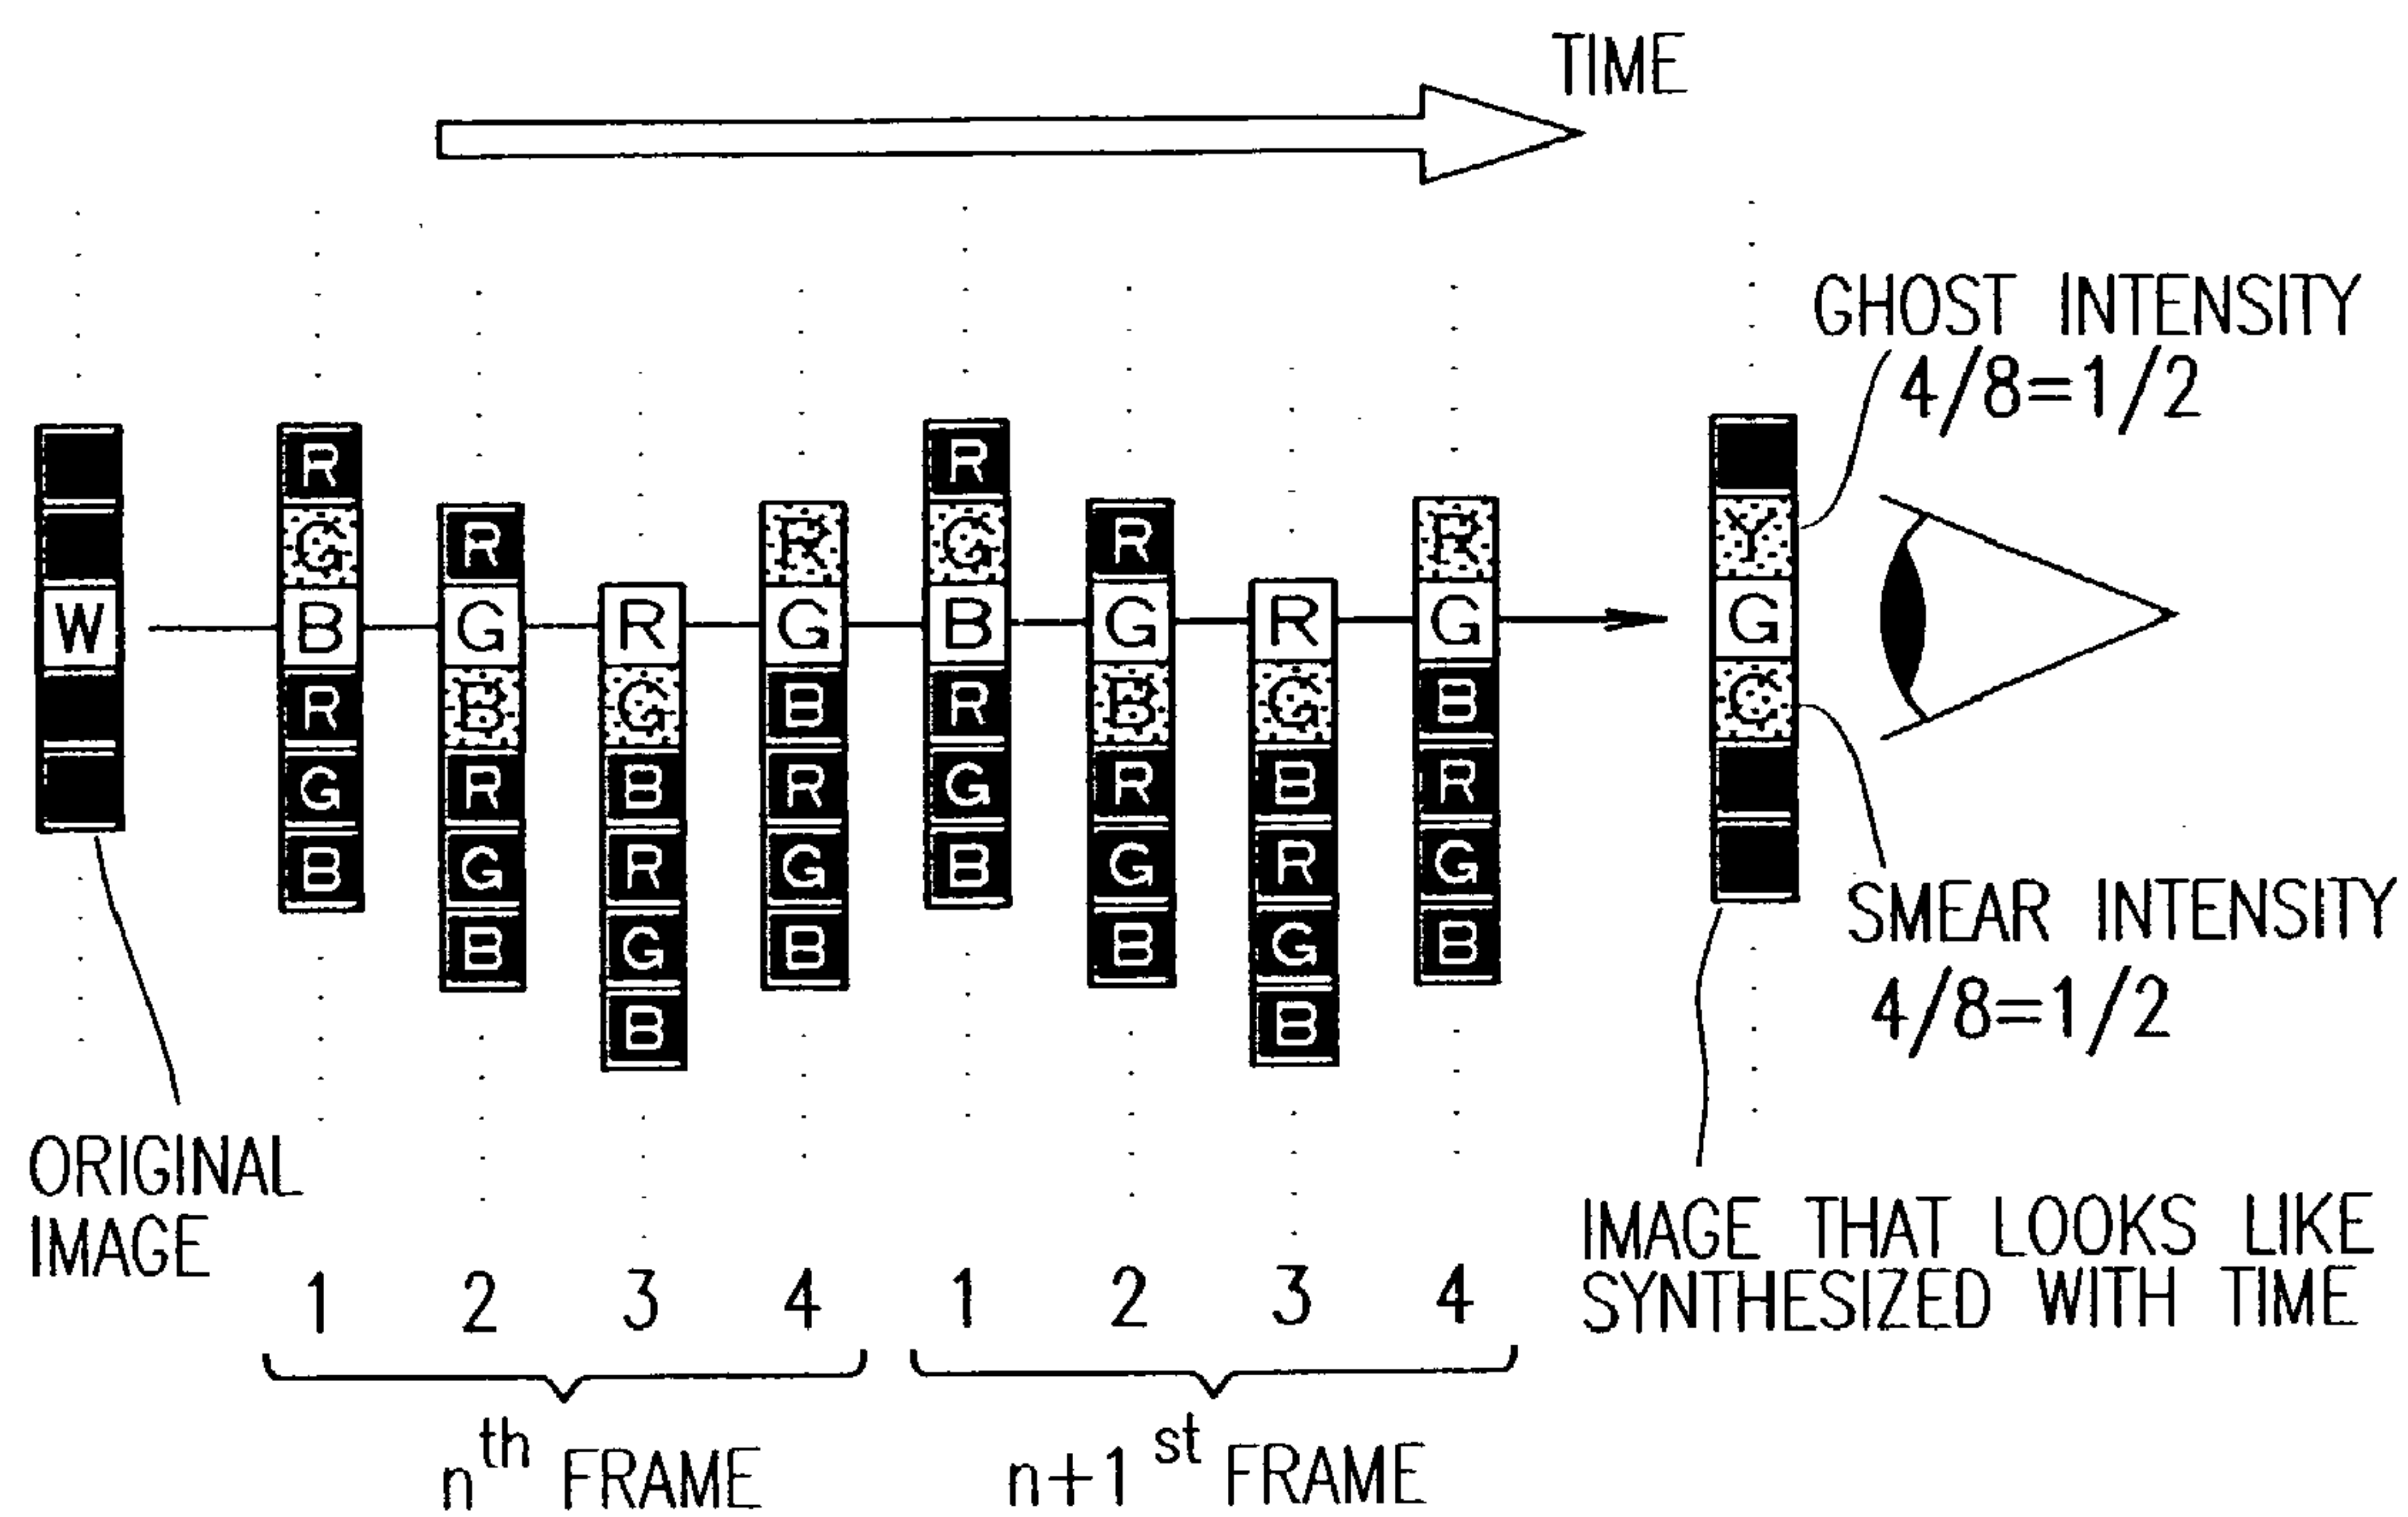 TIME
GHOST INTENSITY
4/8=1/2
W
R G B R G B
R G B R G B
R G B R G B
R G B R G B
R G B R G B
R G B R G B
R G B R G B
R G B R G B
Y G C
SMEAR INTENSITY
4/8=1/2
ORIGINAL
IMAGE
IMAGE THAT LOOKS LIKE
SYNTHESIZED WITH TIME
1 2 3 4 1 2 3 4
nth FRAME
n+1 st FRAME